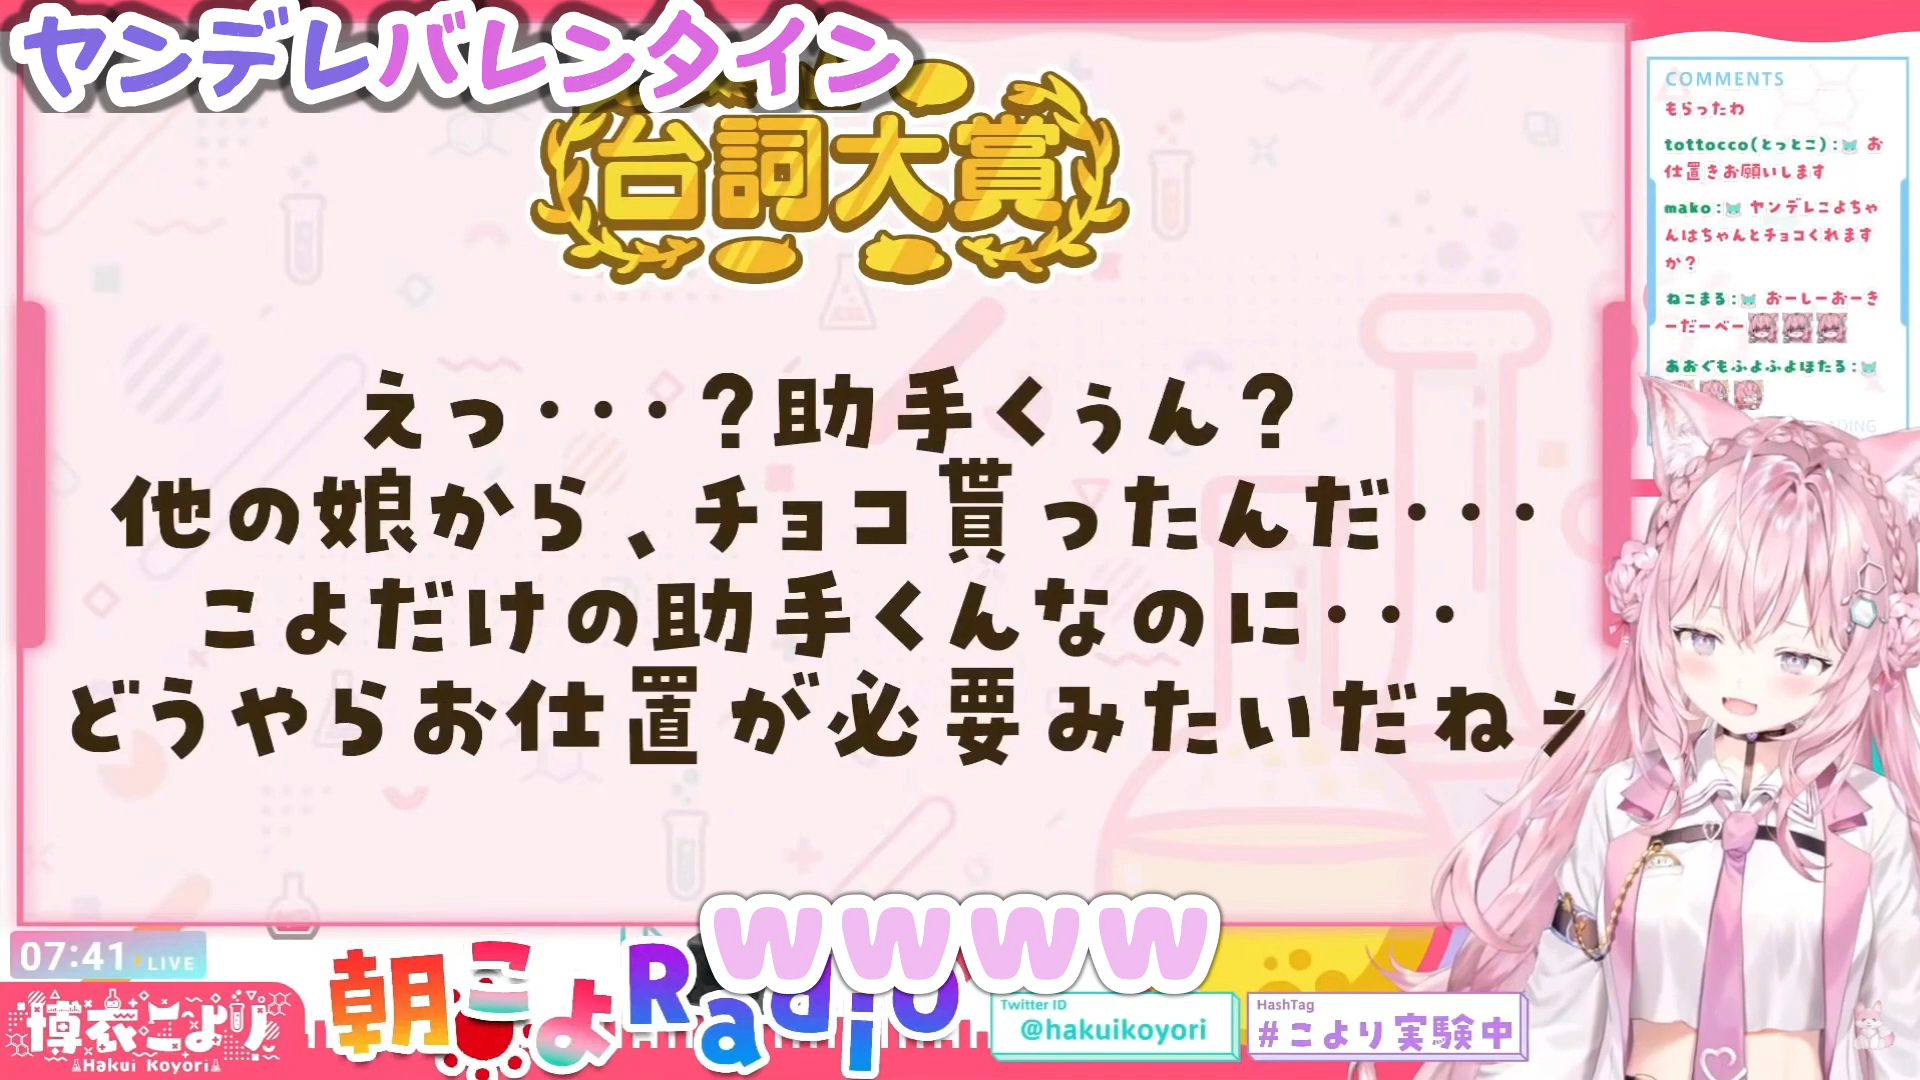 ヤンデレバレンタイン
台詞大賞
えっ・・・？助手くぅん？
他の娘から、チョコ貰ったんだ・・・
こよだけの助手くんなのに・・・
どうやらお仕置が必要みたいだねぇ
COMMENTS
もらったわ
tottocco(とっとこ): お
仕置きお願いします
mako: ヤンデレこよちゃ
んはちゃんとチョコくれます
か？
ねこまる: おーしーおーき
ーだーべー
あおぐもふよふよほたる:
wwww
07:41 LIVE
博衣こより
Hakui Koyori
朝こよRadio
Twitter ID
@hakuikoyori
HashTag
#こより実験中